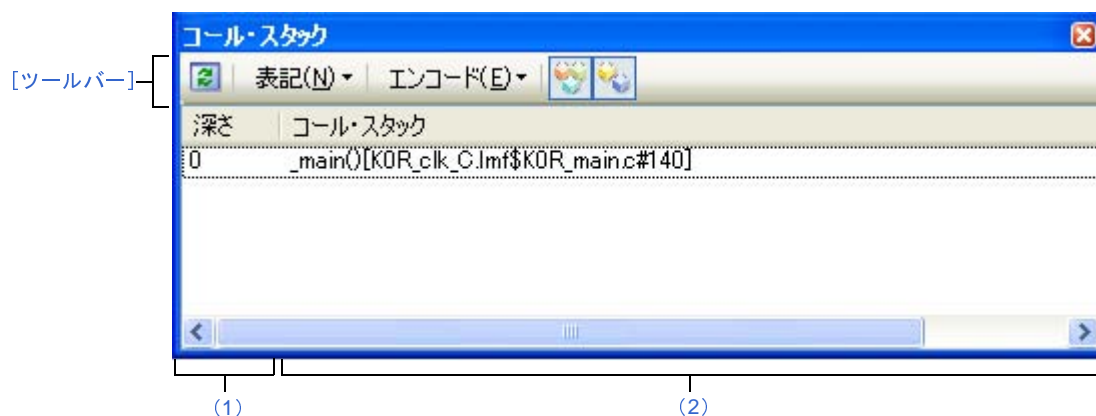 コール・スタック
[ツールバー]
表記(N) エンコード(E)
深さ コール・スタック
0 _main()[K0R_clk_C.lmf$K0R_main.c#140]
(1) (2)